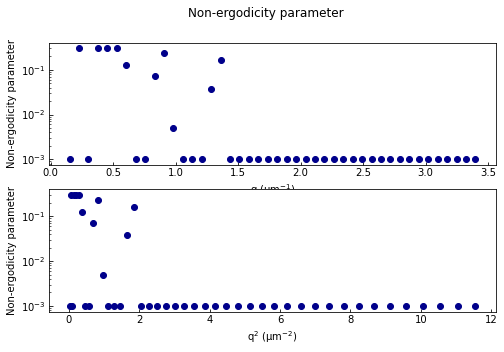 Non-ergodicity parameter
Non-ergodicity parameter
10⁻¹
10⁻²
10⁻³
0.0 0.5 1.0 1.5 2.0 2.5 3.0 3.5
q (μm⁻¹)
Non-ergodicity parameter
10⁻¹
10⁻²
10⁻³
0 2 4 6 8 10 12
q² (μm⁻²)